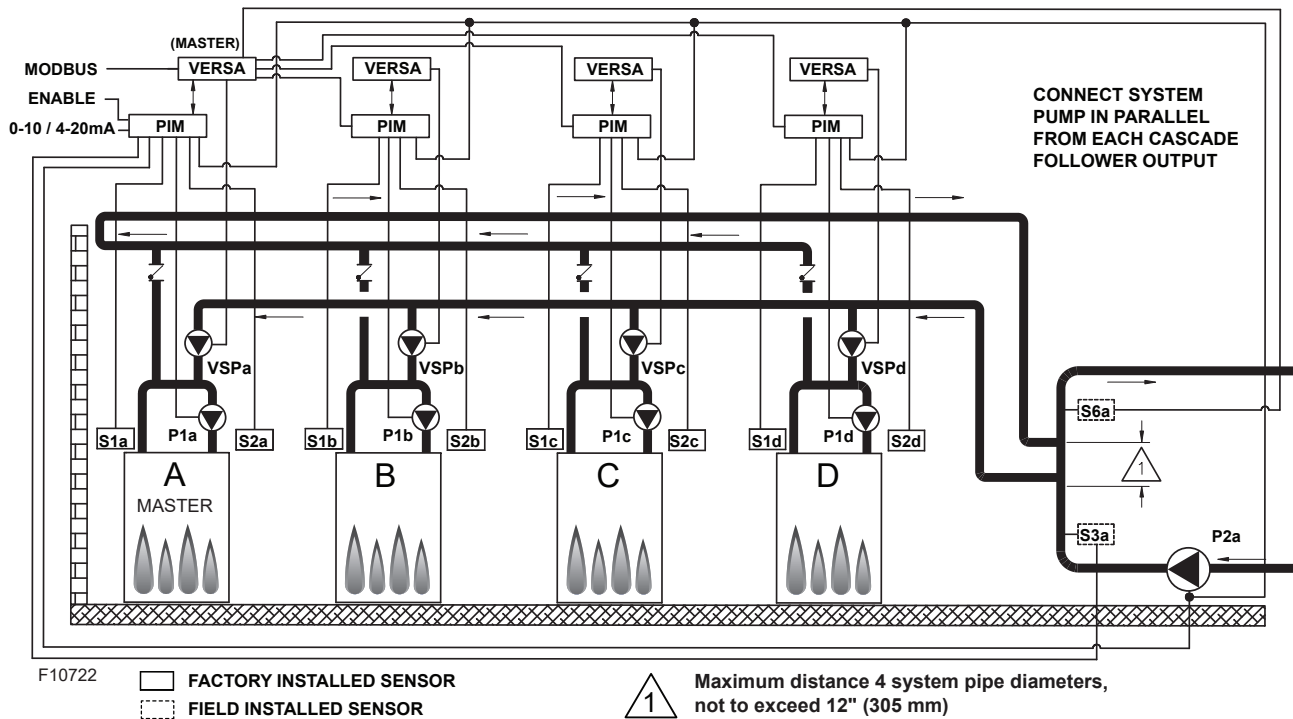 (MASTER)
MODBUS
VERSA
VERSA
VERSA
VERSA
ENABLE
0-10 / 4-20mA
PIM
PIM
PIM
PIM
CONNECT SYSTEM
PUMP IN PARALLEL
FROM EACH CASCADE
FOLLOWER OUTPUT
VSPa
VSPb
VSPc
VSPd
S1a
P1a
S2a
S1b
P1b
S2b
S1c
P1c
S2c
S1d
P1d
S2d
S6a
1
S3a
P2a
A
MASTER
B
C
D
F10722
FACTORY INSTALLED SENSOR
FIELD INSTALLED SENSOR
1
Maximum distance 4 system pipe diameters,
not to exceed 12" (305 mm)